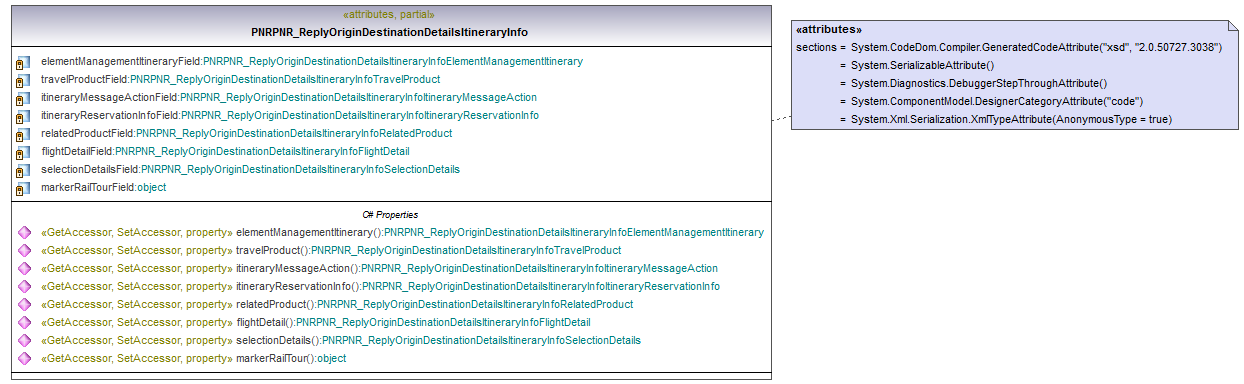 «attributes, partial»
PNRPNR_ReplyOriginDestinationDetailsItineraryInfo
elementManagementItineraryField:PNRPNR_ReplyOriginDestinationDetailsItineraryInfoElementManagementItinerary
travelProductField:PNRPNR_ReplyOriginDestinationDetailsItineraryInfoTravelProduct
itineraryMessageActionField:PNRPNR_ReplyOriginDestinationDetailsItineraryInfoItineraryMessageAction
itineraryReservationInfoField:PNRPNR_ReplyOriginDestinationDetailsItineraryInfoItineraryReservationInfo
relatedProductField:PNRPNR_ReplyOriginDestinationDetailsItineraryInfoRelatedProduct
flightDetailField:PNRPNR_ReplyOriginDestinationDetailsItineraryInfoFlightDetail
selectionDetailsField:PNRPNR_ReplyOriginDestinationDetailsItineraryInfoSelectionDetails
markerRailTourField:object
C# Properties
«GetAccessor, SetAccessor, property» elementManagementItinerary():PNRPNR_ReplyOriginDestinationDetailsItineraryInfoElementManagementItinerary
«GetAccessor, SetAccessor, property» travelProduct():PNRPNR_ReplyOriginDestinationDetailsItineraryInfoTravelProduct
«GetAccessor, SetAccessor, property» itineraryMessageAction():PNRPNR_ReplyOriginDestinationDetailsItineraryInfoItineraryMessageAction
«GetAccessor, SetAccessor, property» itineraryReservationInfo():PNRPNR_ReplyOriginDestinationDetailsItineraryInfoItineraryReservationInfo
«GetAccessor, SetAccessor, property» relatedProduct():PNRPNR_ReplyOriginDestinationDetailsItineraryInfoRelatedProduct
«GetAccessor, SetAccessor, property» flightDetail():PNRPNR_ReplyOriginDestinationDetailsItineraryInfoFlightDetail
«GetAccessor, SetAccessor, property» selectionDetails():PNRPNR_ReplyOriginDestinationDetailsItineraryInfoSelectionDetails
«GetAccessor, SetAccessor, property» markerRailTour():object
«attributes»
sections = System.CodeDom.Compiler.GeneratedCodeAttribute("xsd", "2.0.50727.3038")
= System.SerializableAttribute()
= System.Diagnostics.DebuggerStepThroughAttribute()
= System.ComponentModel.DesignerCategoryAttribute("code")
= System.Xml.Serialization.XmlTypeAttribute(AnonymousType = true)